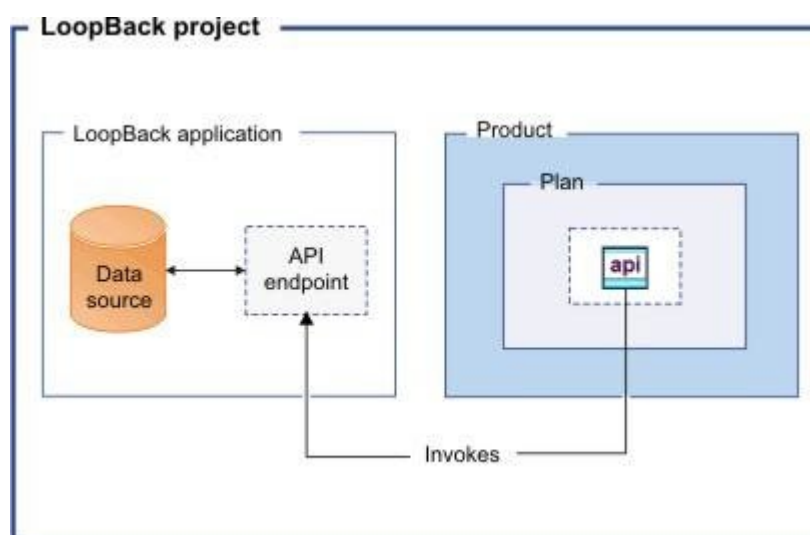 LoopBack project
LoopBack application
Product
Plan
Data
source
API
endpoint
api
Invokes